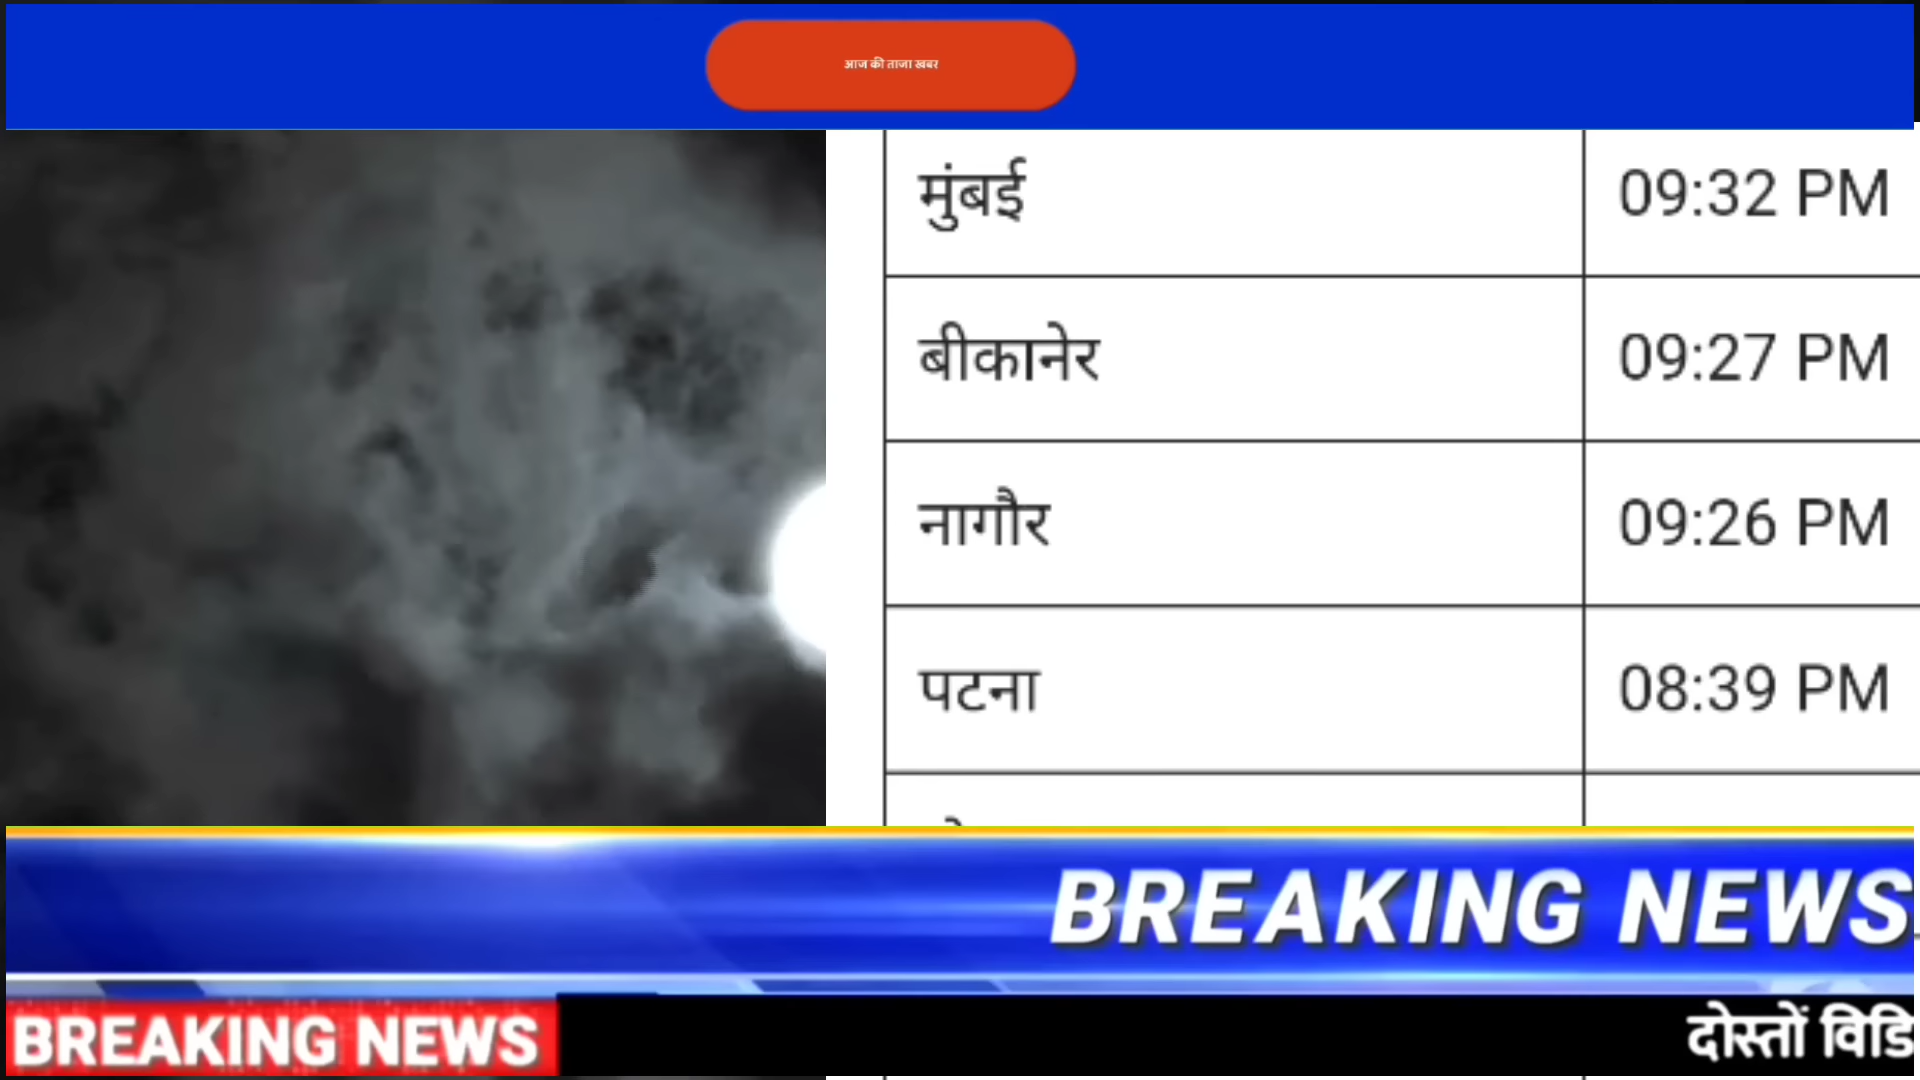 आज की ताजा खबर
मुंबई 09:32 PM
बीकानेर 09:27 PM
नागौर 09:26 PM
पटना 08:39 PM
BREAKING NEWS
BREAKING NEWS
दोस्तों विडि